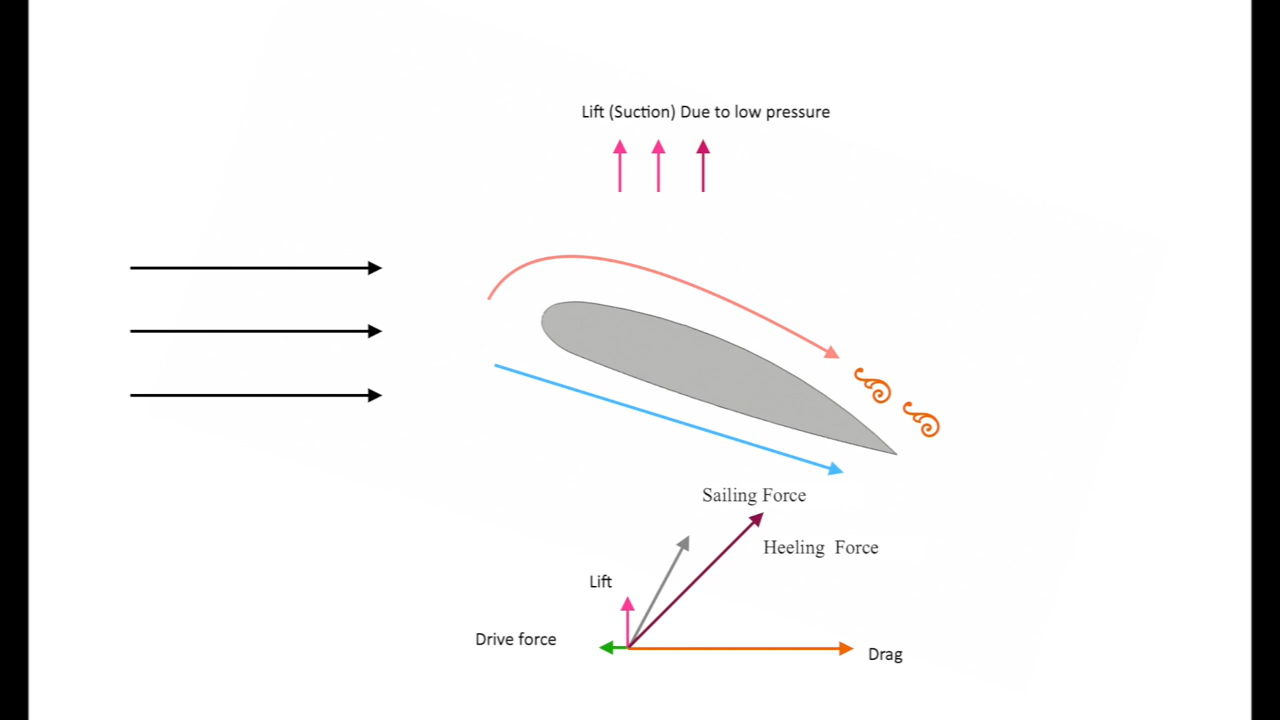 Lift (Suction) Due to low pressure
Sailing Force
Heeling Force
Lift
Drive force
Drag